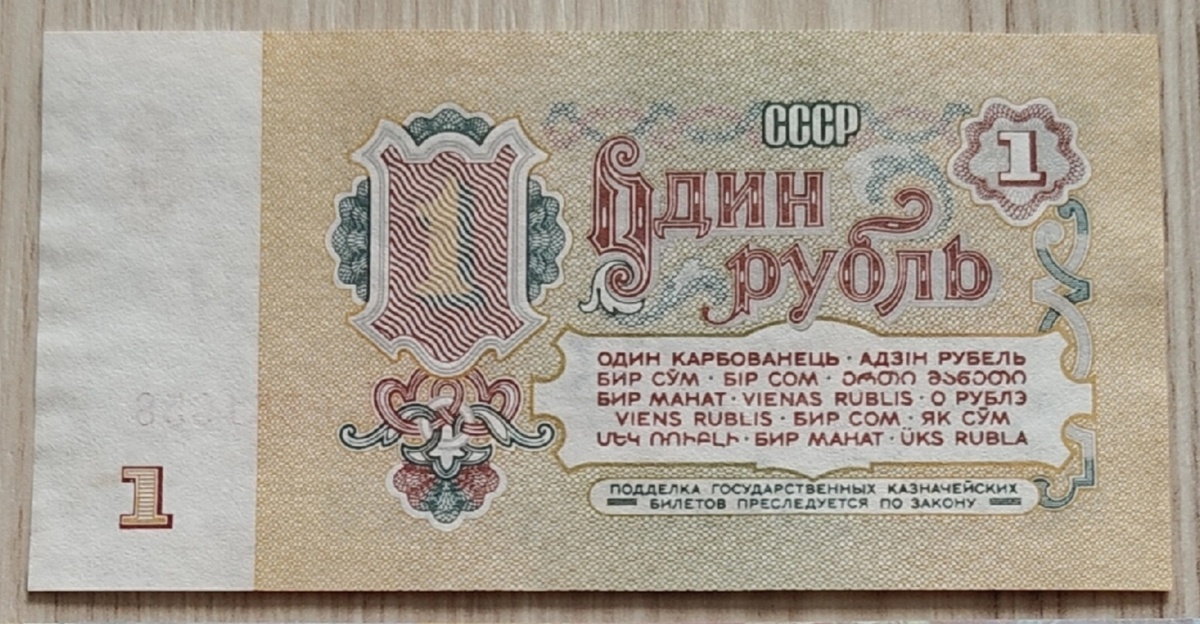 СССР
1
1
Один
рубль
ОДИН КАРБОВАНЕЦЬ · АДЗІН РУБЕЛЬ
БИР СЎМ · БІР СОМ · ᲔᲠᲗᲘ ᲛᲐᲜᲔᲗᲘ
БИР МАНАТ · VIENAS RUBLIS · О РУБЛЭ
VIENS RUBLIS · БИР СОМ · ЯК СӮМ
ՄԵԿ ՌՈՒԲԼԻ · БИР МАНАТ · ÜKS RUBLA
ПОДДЕЛКА ГОСУДАРСТВЕННЫХ КАЗНАЧЕЙСКИХ
БИЛЕТОВ ПРЕСЛЕДУЕТСЯ ПО ЗАКОНУ
1